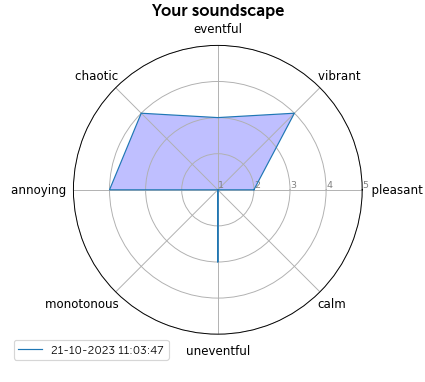 Your soundscape
eventful
chaotic
vibrant
annoying
1
2
3
4
5
pleasant
monotonous
calm
21-10-2023 11:03:47
uneventful